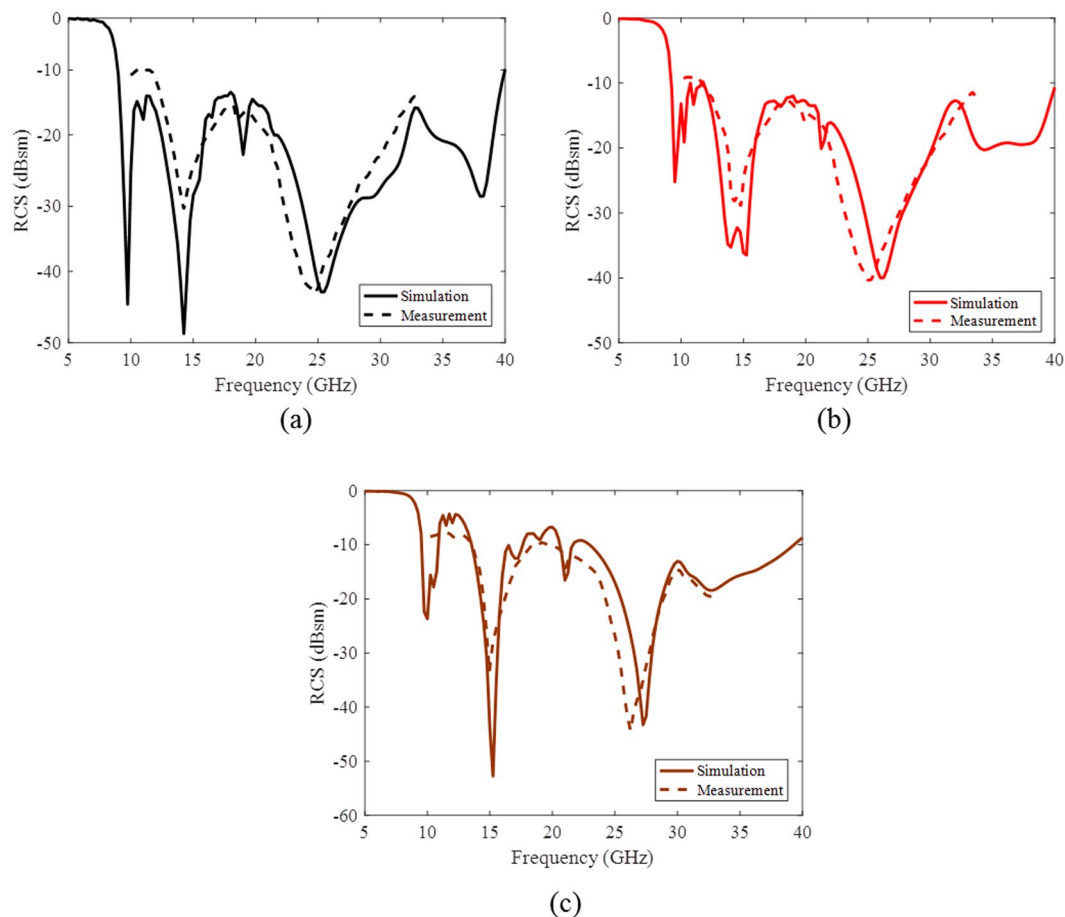 0
-10
-20
-30
-40
-50
RCS (dBsm)
Simulation
Measurement
5 10 15 20 25 30 35 40
Frequency (GHz)
(a)
0
-10
-20
-30
-40
-50
RCS (dBsm)
Simulation
Measurement
5 10 15 20 25 30 35 40
Frequency (GHz)
(b)
0
-10
-20
-30
-40
-50
-60
RCS (dBsm)
Simulation
Measurement
5 10 15 20 25 30 35 40
Frequency (GHz)
(c)